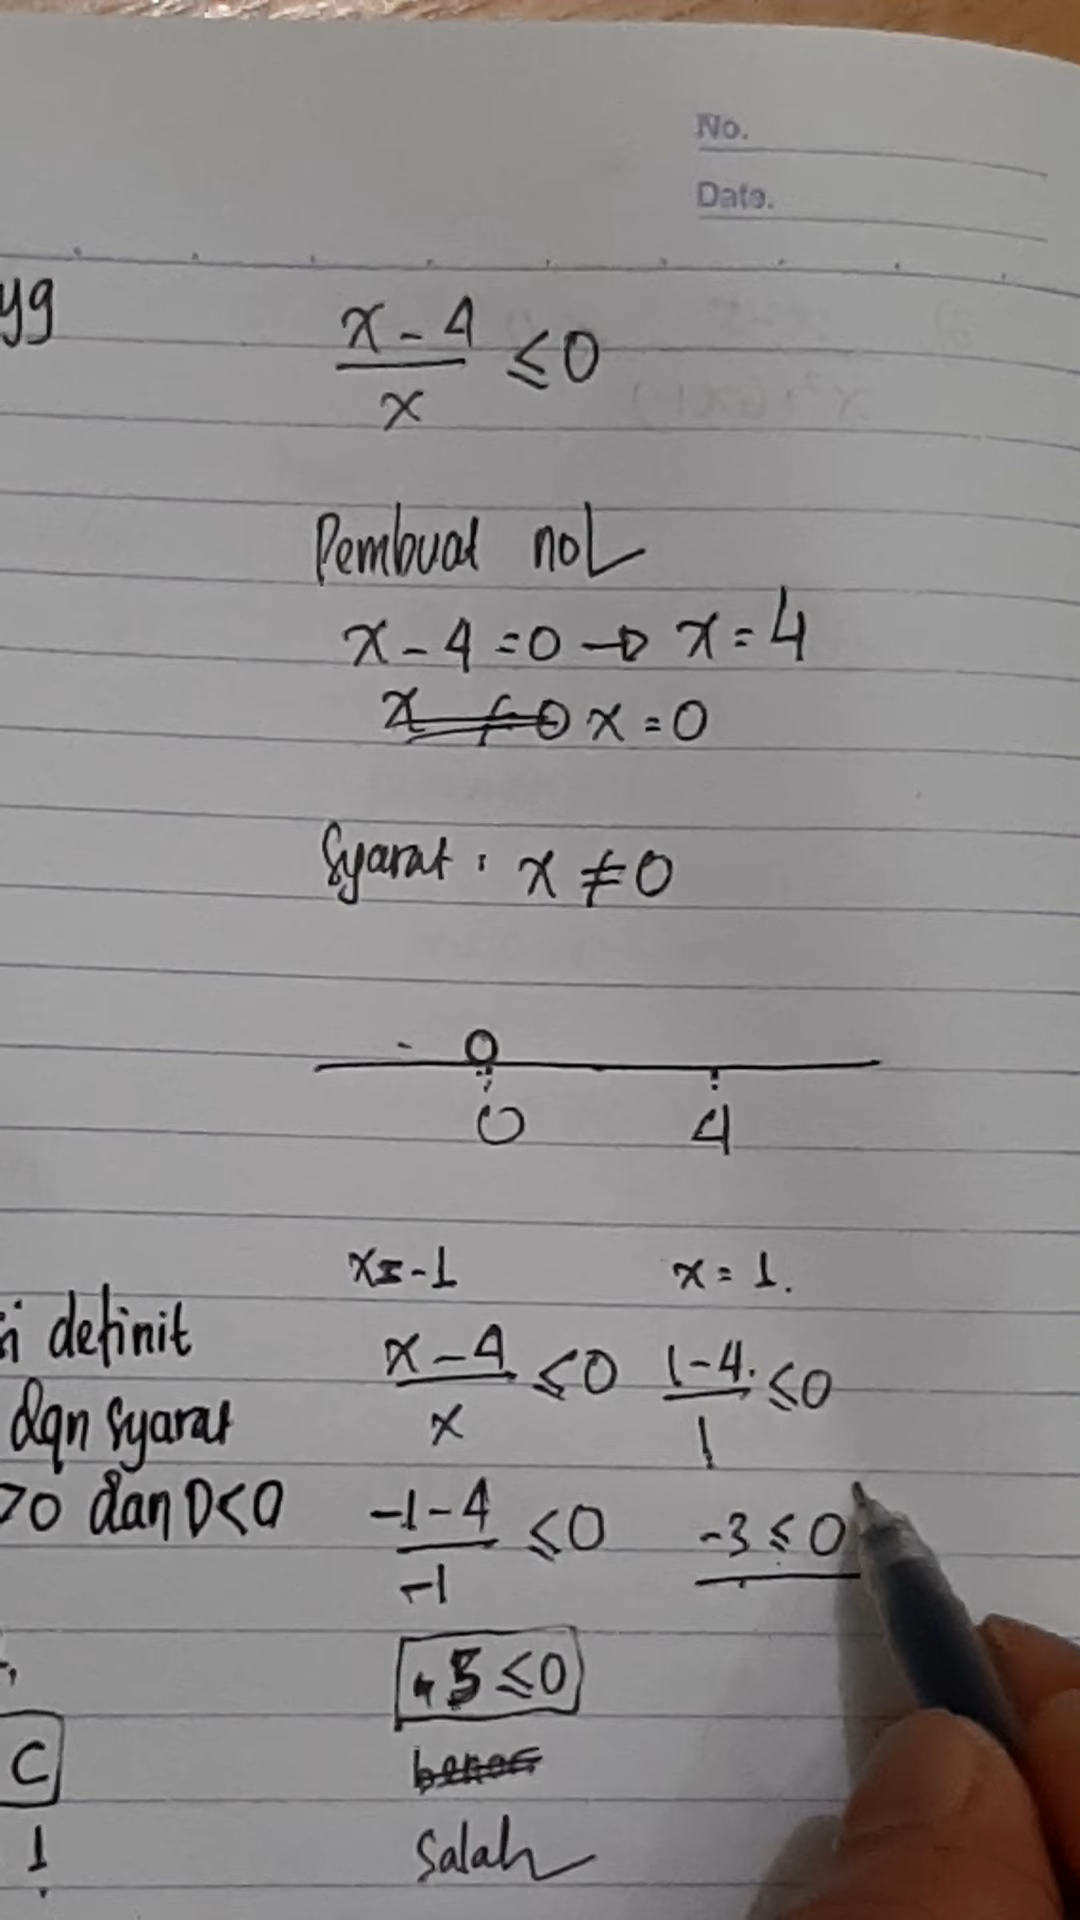 No.
Date.
yg
x - 4 / x ≤ 0
Pembuat nol
x - 4 = 0 → x = 4
x = 0
Syarat : x ≠ 0
0 4
x = -1 x = 1.
definit
x - 4 / x ≤ 0 1 - 4 / 1 ≤ 0
dgn syarat
>0 dan D<0
-1 - 4 / -1 ≤ 0 -3 ≤ 0
5 ≤ 0
C
benar
1
Salah